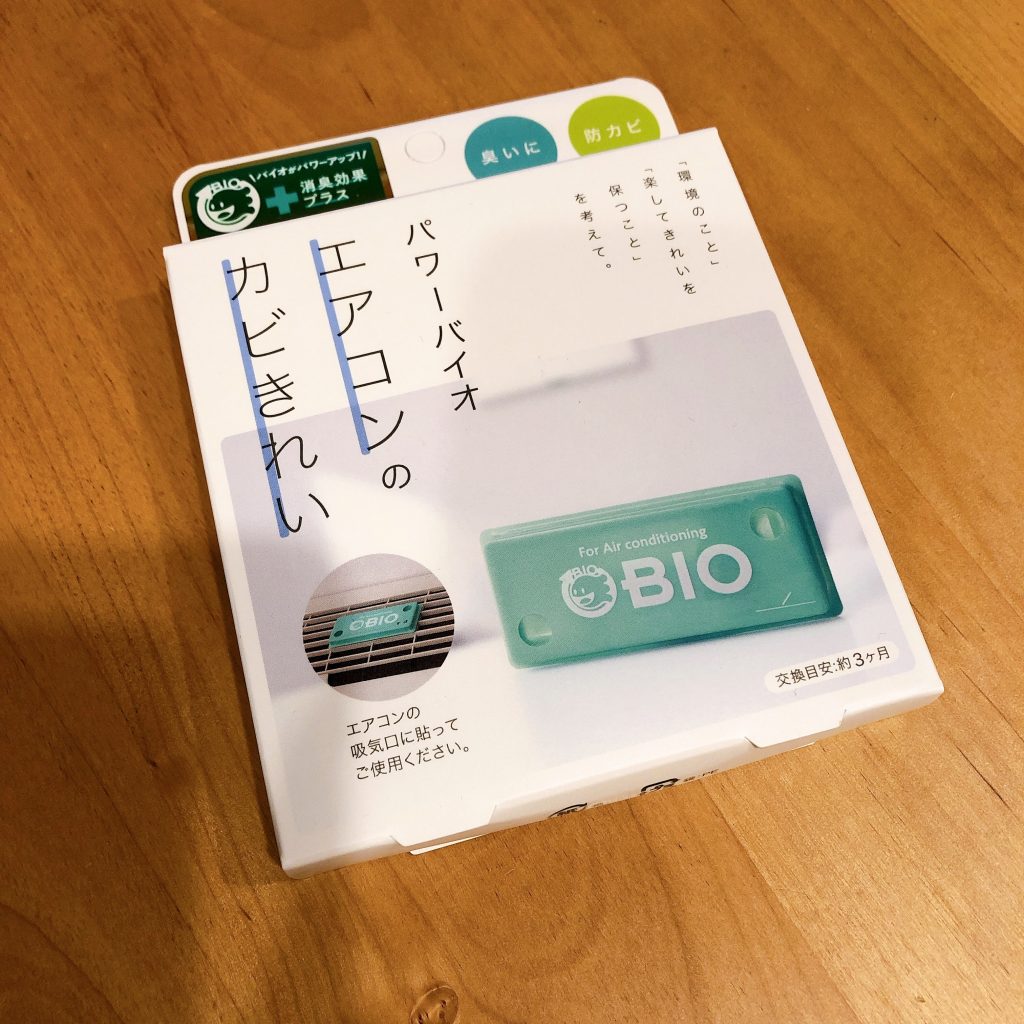 BIO
\バイオがパワーアップ!/
消臭効果
プラス
臭いに
防カビ
「環境のこと」
「楽してきれいを
保つこと」
を考えて。
パワーバイオ
エアコンの
カビきれい
For Air conditioning
BIO
BIO
BIO
エアコンの
吸気口に貼って
ご使用ください。
交換目安:約3ヶ月